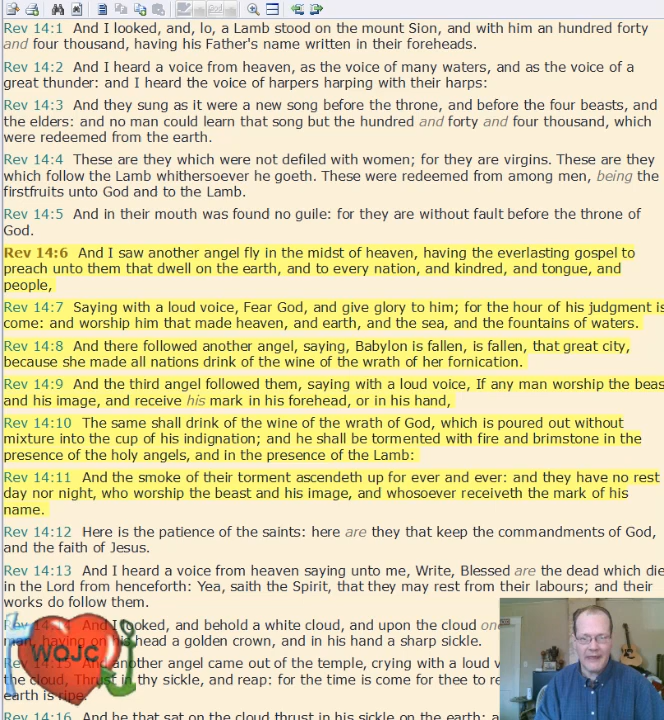 Rev 14:1 And I looked, and, lo, a Lamb stood on the mount Sion, and with him an hundred forty
and four thousand, having his Father's name written in their foreheads.
Rev 14:2 And I heard a voice from heaven, as the voice of many waters, and as the voice of a
great thunder: and I heard the voice of harpers harping with their harps:
Rev 14:3 And they sung as it were a new song before the throne, and before the four beasts, and
the elders: and no man could learn that song but the hundred and forty and four thousand, which
were redeemed from the earth.
Rev 14:4 These are they which were not defiled with women; for they are virgins. These are they
which follow the Lamb whithersoever he goeth. These were redeemed from among men, being the
firstfruits unto God and to the Lamb.
Rev 14:5 And in their mouth was found no guile: for they are without fault before the throne of
God.
Rev 14:6 And I saw another angel fly in the midst of heaven, having the everlasting gospel to
preach unto them that dwell on the earth, and to every nation, and kindred, and tongue, and
people,
Rev 14:7 Saying with a loud voice, Fear God, and give glory to him; for the hour of his judgment is
come: and worship him that made heaven, and earth, and the sea, and the fountains of waters.
Rev 14:8 And there followed another angel, saying, Babylon is fallen, is fallen, that great city,
because she made all nations drink of the wine of the wrath of her fornication.
Rev 14:9 And the third angel followed them, saying with a loud voice, If any man worship the beas
and his image, and receive his mark in his forehead, or in his hand,
Rev 14:10 The same shall drink of the wine of the wrath of God, which is poured out without
mixture into the cup of his indignation; and he shall be tormented with fire and brimstone in the
presence of the holy angels, and in the presence of the Lamb:
Rev 14:11 And the smoke of their torment ascendeth up for ever and ever: and they have no rest
day nor night, who worship the beast and his image, and whosoever receiveth the mark of his
name.
Rev 14:12 Here is the patience of the saints: here are they that keep the commandments of God,
and the faith of Jesus.
Rev 14:13 And I heard a voice from heaven saying unto me, Write, Blessed are the dead which die
in the Lord from henceforth: Yea, saith the Spirit, that they may rest from their labours; and their
works do follow them.
looked, and behold a white cloud, and upon the cloud
man, having on his head a golden crown, and in his hand a sharp sickle.
another angel came out of the temple, crying with a loud
the cloud, Thrust in thy sickle, and reap: for the time is come for thee to
earth is ripe.
WOJC
Rev 14:16 And he that sat on the cloud thrust in his sickle on the earth;